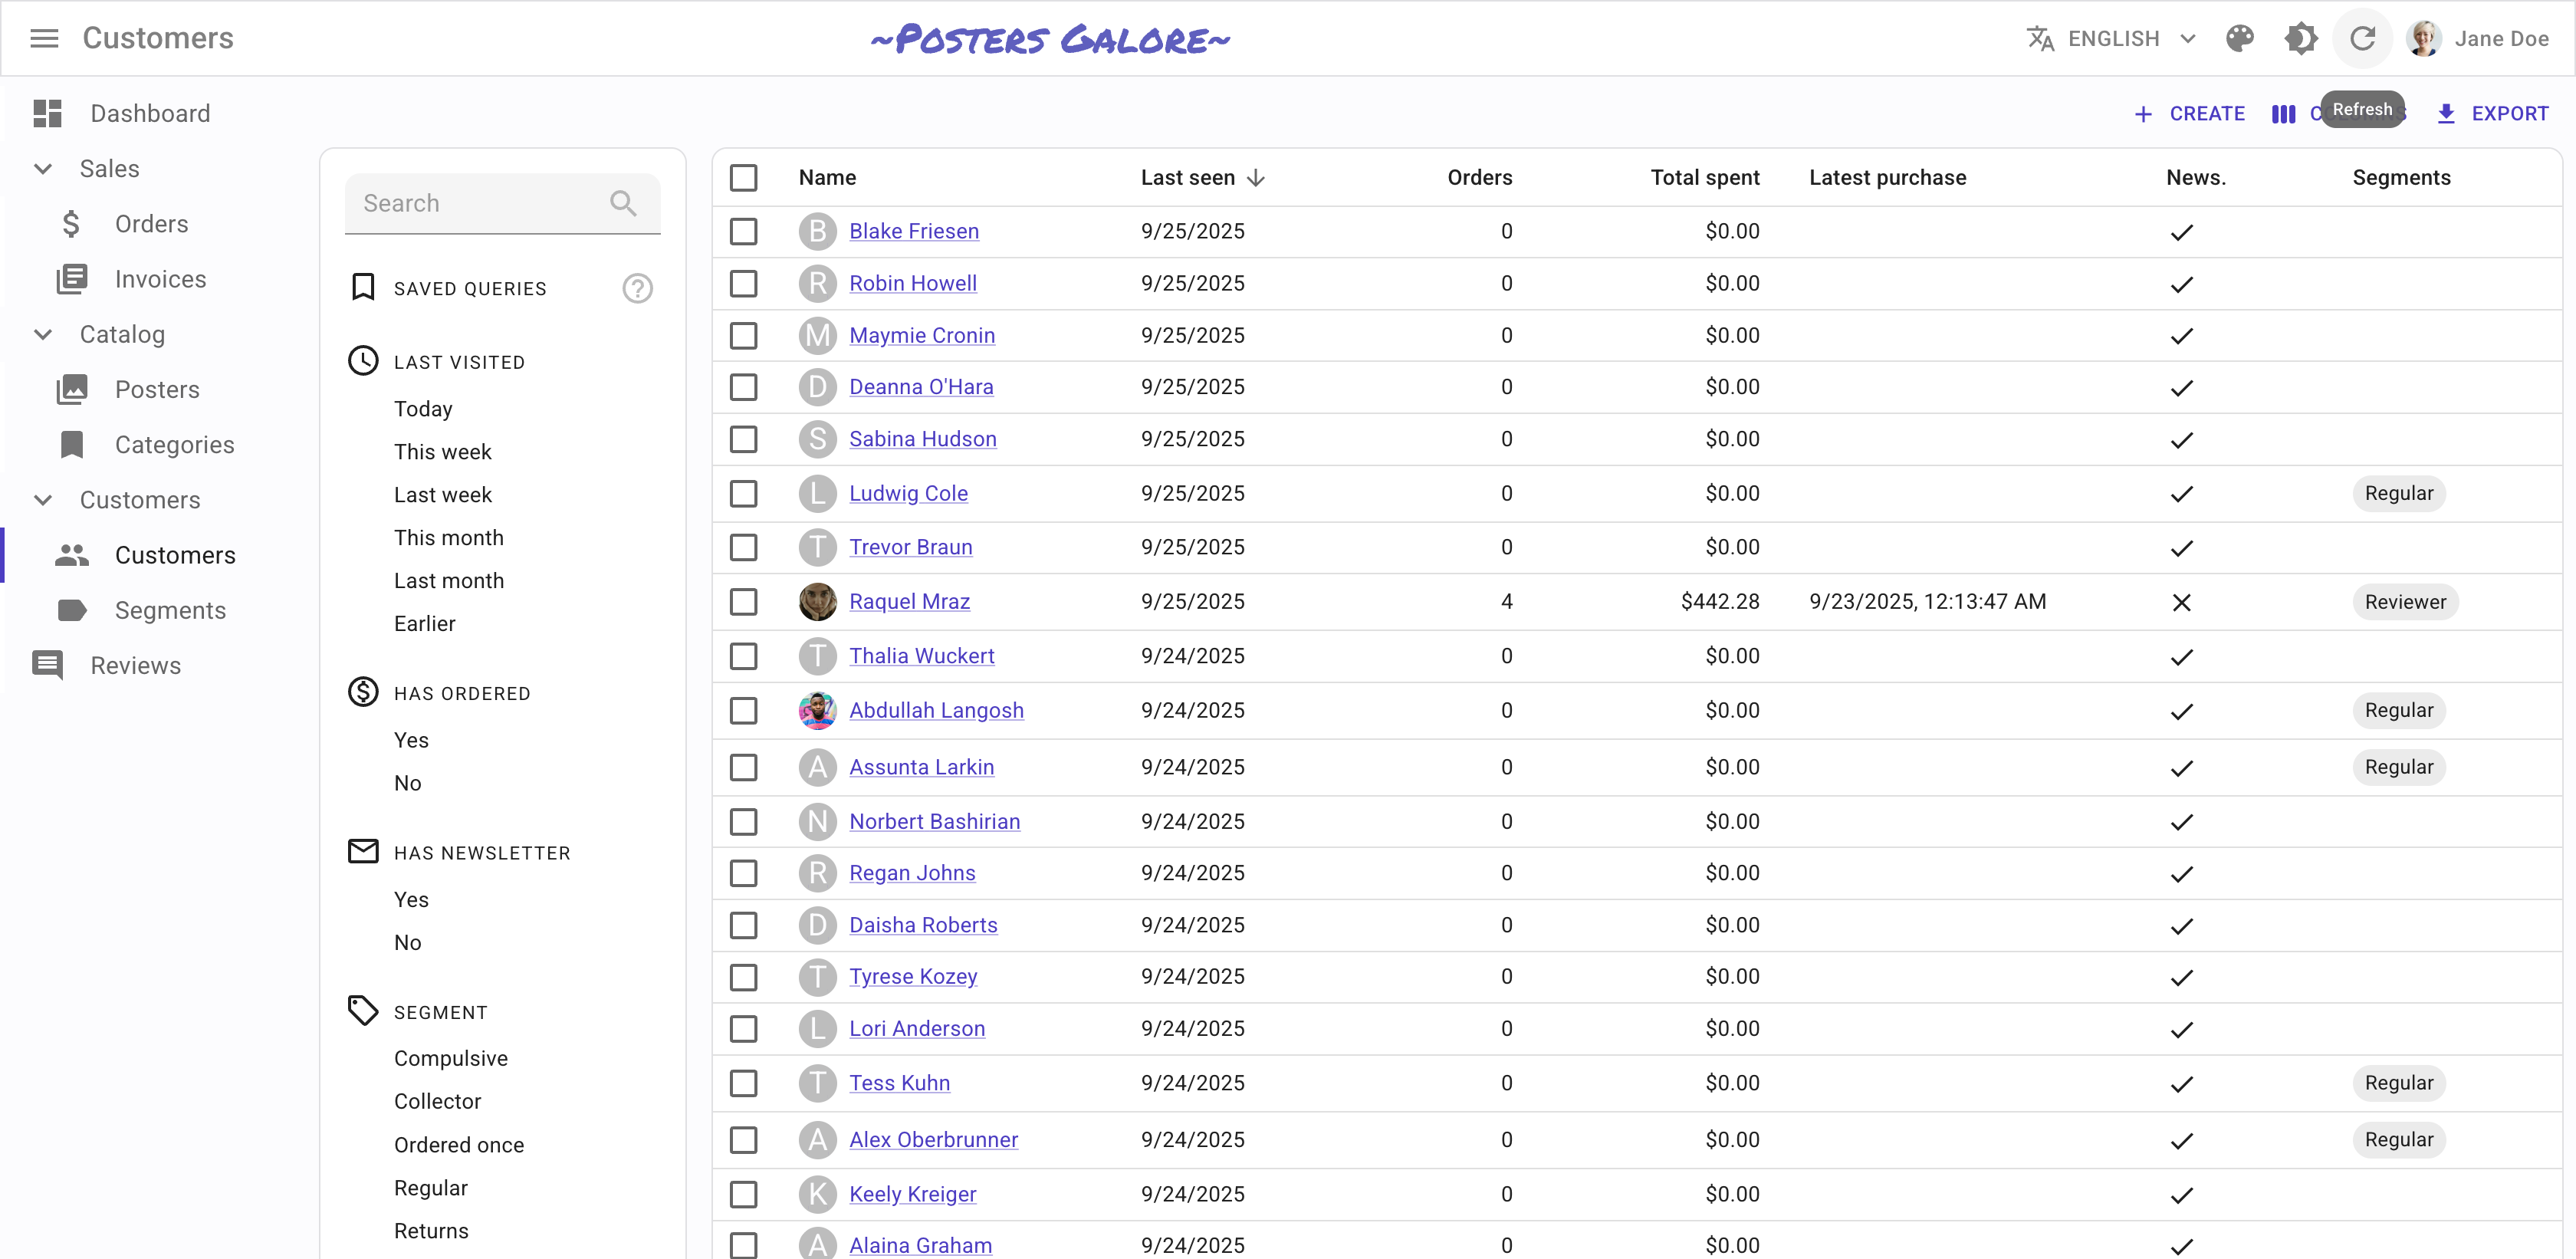 Customers
~Posters Galore~
ENGLISH
Jane Doe
Dashboard
Sales
Orders
Invoices
Catalog
Posters
Categories
Customers
Customers
Segments
Reviews
CREATE
Refresh
EXPORT
Search
SAVED QUERIES
LAST VISITED
Today
This week
Last week
This month
Last month
Earlier
HAS ORDERED
Yes
No
HAS NEWSLETTER
Yes
No
SEGMENT
Compulsive
Collector
Ordered once
Regular
Returns
Name Last seen Orders Total spent Latest purchase News. Segments
B Blake Friesen 9/25/2025 0 $0.00
R Robin Howell 9/25/2025 0 $0.00
M Maymie Cronin 9/25/2025 0 $0.00
D Deanna O'Hara 9/25/2025 0 $0.00
S Sabina Hudson 9/25/2025 0 $0.00
L Ludwig Cole 9/25/2025 0 $0.00 Regular
T Trevor Braun 9/25/2025 0 $0.00
Raquel Mraz 9/25/2025 4 $442.28 9/23/2025, 12:13:47 AM Reviewer
T Thalia Wuckert 9/24/2025 0 $0.00
Abdullah Langosh 9/24/2025 0 $0.00 Regular
A Assunta Larkin 9/24/2025 0 $0.00 Regular
N Norbert Bashirian 9/24/2025 0 $0.00
R Regan Johns 9/24/2025 0 $0.00
D Daisha Roberts 9/24/2025 0 $0.00
T Tyrese Kozey 9/24/2025 0 $0.00
L Lori Anderson 9/24/2025 0 $0.00
T Tess Kuhn 9/24/2025 0 $0.00 Regular
A Alex Oberbrunner 9/24/2025 0 $0.00 Regular
K Keely Kreiger 9/24/2025 0 $0.00
A Alaina Graham 9/24/2025 0 $0.00